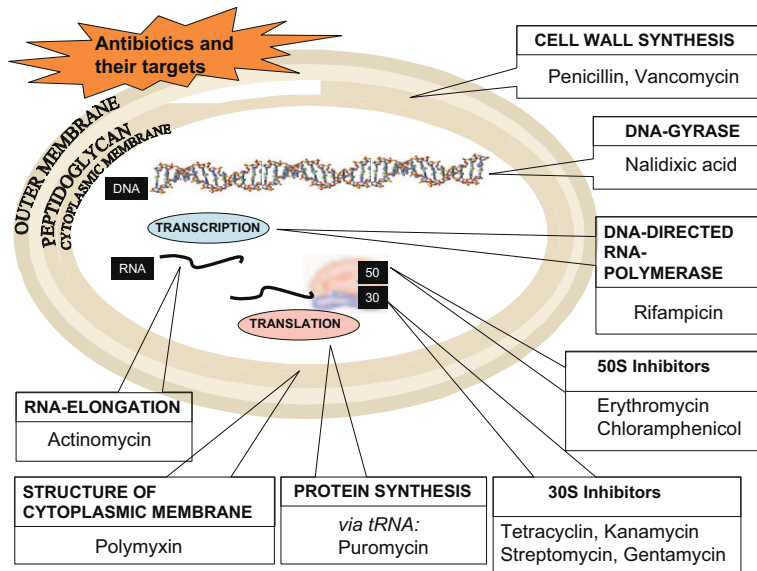 Antibiotics and
their targets
OUTER MEMBRANE
PEPTIDOGLYCAN
CYTOPLASMIC MEMBRANE
CELL WALL SYNTHESIS
Penicillin, Vancomycin
DNA-GYRASE
Nalidixic acid
DNA
TRANSCRIPTION
DNA-DIRECTED
RNA-
POLYMERASE
Rifampicin
RNA
50
30
TRANSLATION
50S Inhibitors
Erythromycin
Chloramphenicol
RNA-ELONGATION
Actinomycin
STRUCTURE OF
CYTOPLASMIC MEMBRANE
Polymyxin
PROTEIN SYNTHESIS
via tRNA:
Puromycin
30S Inhibitors
Tetracyclin, Kanamycin
Streptomycin, Gentamycin